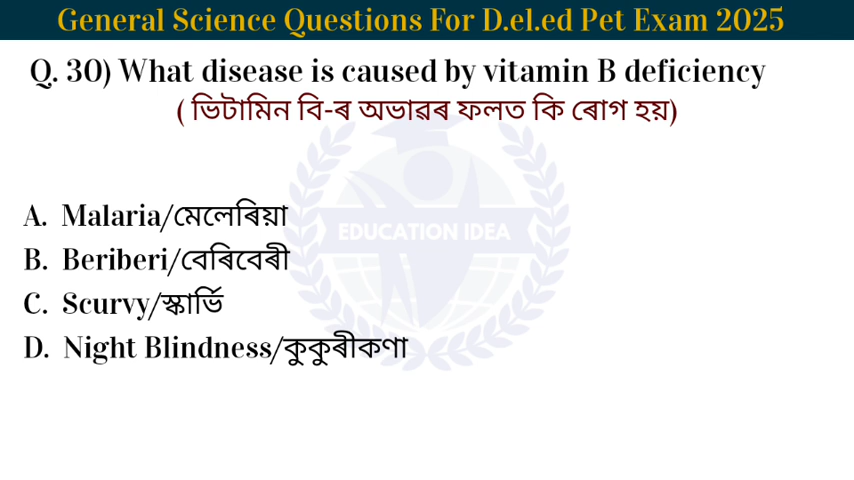 General Science Questions For D.el.ed Pet Exam 2025
Q. 30) What disease is caused by vitamin B deficiency
( ভিটামিন বি-ৰ অভাৱৰ ফলত কি ৰোগ হয়)
A. Malaria/মেলেৰিয়া
EDUCATION IDEA
B. Beriberi/বেৰিবেৰী
C. Scurvy/স্কাৰ্ভি
D. Night Blindness/কুকুৰীকণা